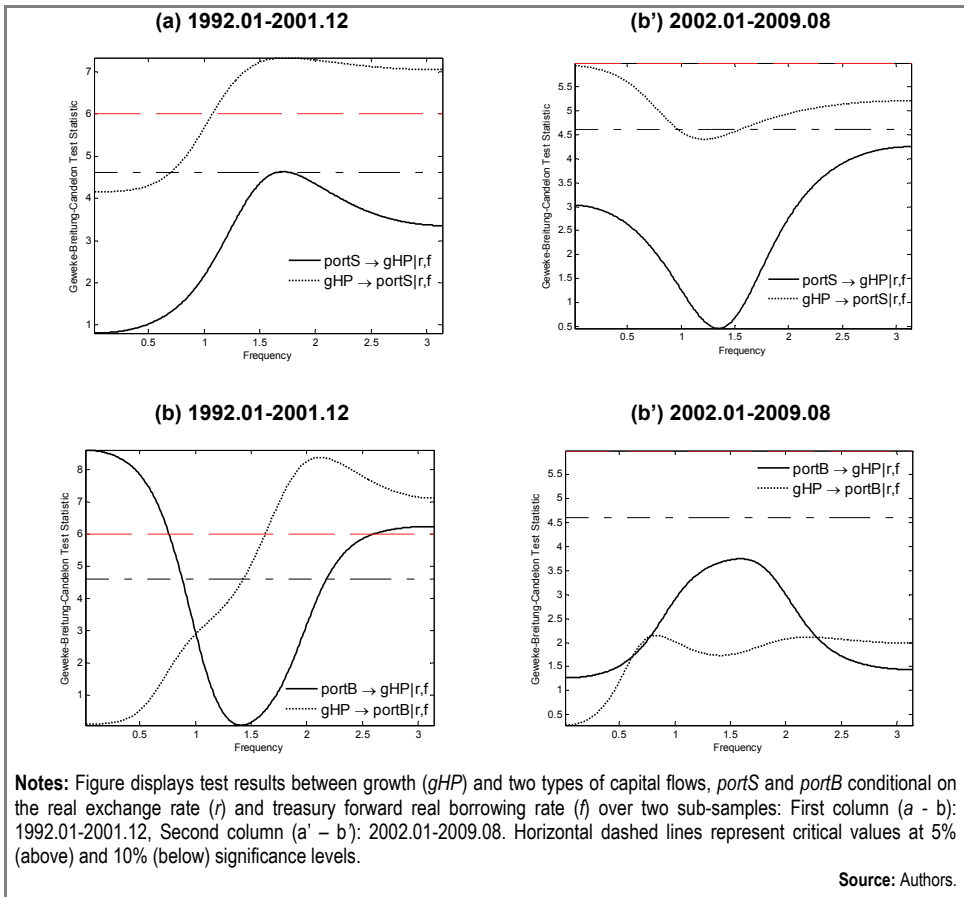 (a) 1992.01-2001.12
(b') 2002.01-2009.08
Geweke-Breitung-Candelon Test Statistic
7
6
5
4
3
2
1
portS → gHP|r,f
gHP → portS|r,f
0.5 1 1.5 2 2.5 3
Frequency
Geweke-Breitung-Candelon Test Statistic
5.5
5
4.5
4
3.5
3
2.5
2
1.5
1
0.5
portS → gHP|r,f
gHP → portS|r,f
0.5 1 1.5 2 2.5 3
Frequency
(b) 1992.01-2001.12
(b') 2002.01-2009.08
Geweke-Breitung-Candelon Test Statistic
8
7
6
5
4
3
2
1
portB → gHP|r,f
gHP → portB|r,f
0.5 1 1.5 2 2.5 3
Frequency
Geweke-Breitung-Candelon Test Statistic
5.5
5
4.5
4
3.5
3
2.5
2
1.5
1
0.5
portB → gHP|r,f
gHP → portB|r,f
0.5 1 1.5 2 2.5 3
Frequency
Notes: Figure displays test results between growth (gHP) and two types of capital flows, portS and portB conditional on
the real exchange rate (r) and treasury forward real borrowing rate (f) over two sub-samples: First column (a - b):
1992.01-2001.12, Second column (a' – b'): 2002.01-2009.08. Horizontal dashed lines represent critical values at 5%
(above) and 10% (below) significance levels.
Source: Authors.